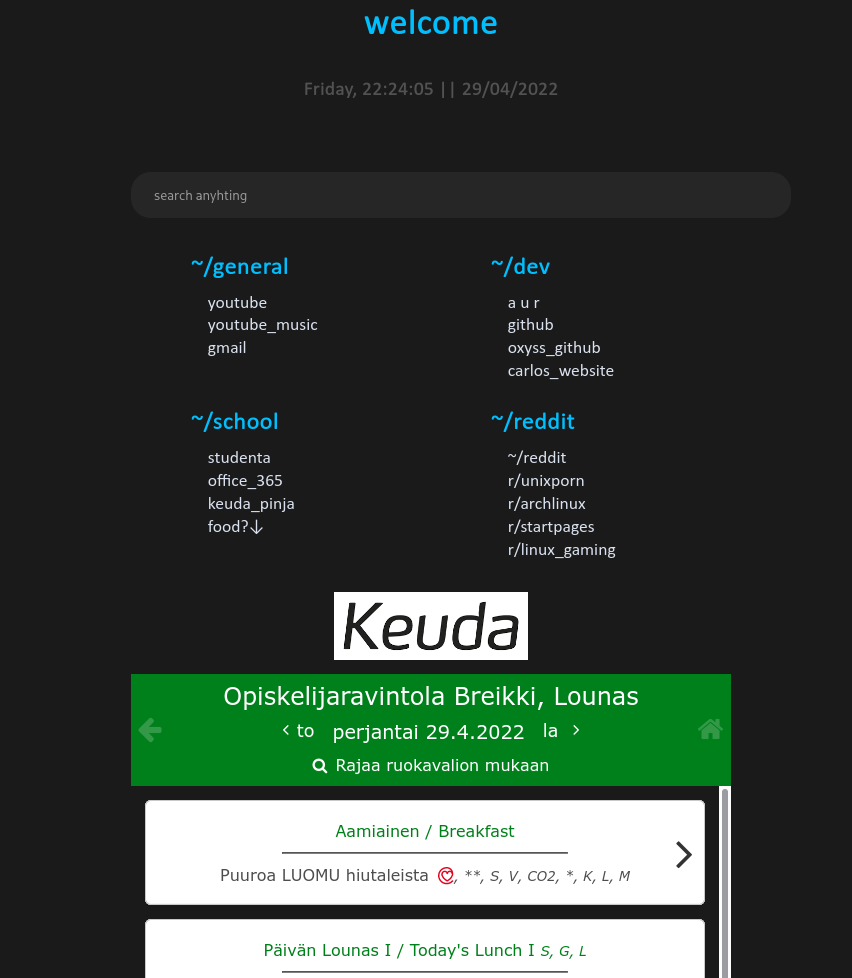 welcome
Friday, 22:24:05 || 29/04/2022
search anyhting
~/general
youtube
youtube_music
gmail
~/dev
a u r
github
oxyss_github
carlos_website
~/school
studenta
office_365
keuda_pinja
food?↓
~/reddit
~/reddit
r/unixporn
r/archlinux
r/startpages
r/linux_gaming
Keuda
Opiskelijaravintola Breikki, Lounas
‹ to perjantai 29.4.2022 la ›
Rajaa ruokavalion mukaan
Aamiainen / Breakfast
Puuroa LUOMU hiutaleista , **, S, V, CO2, *, K, L, M
Päivän Lounas I / Today's Lunch I S, G, L